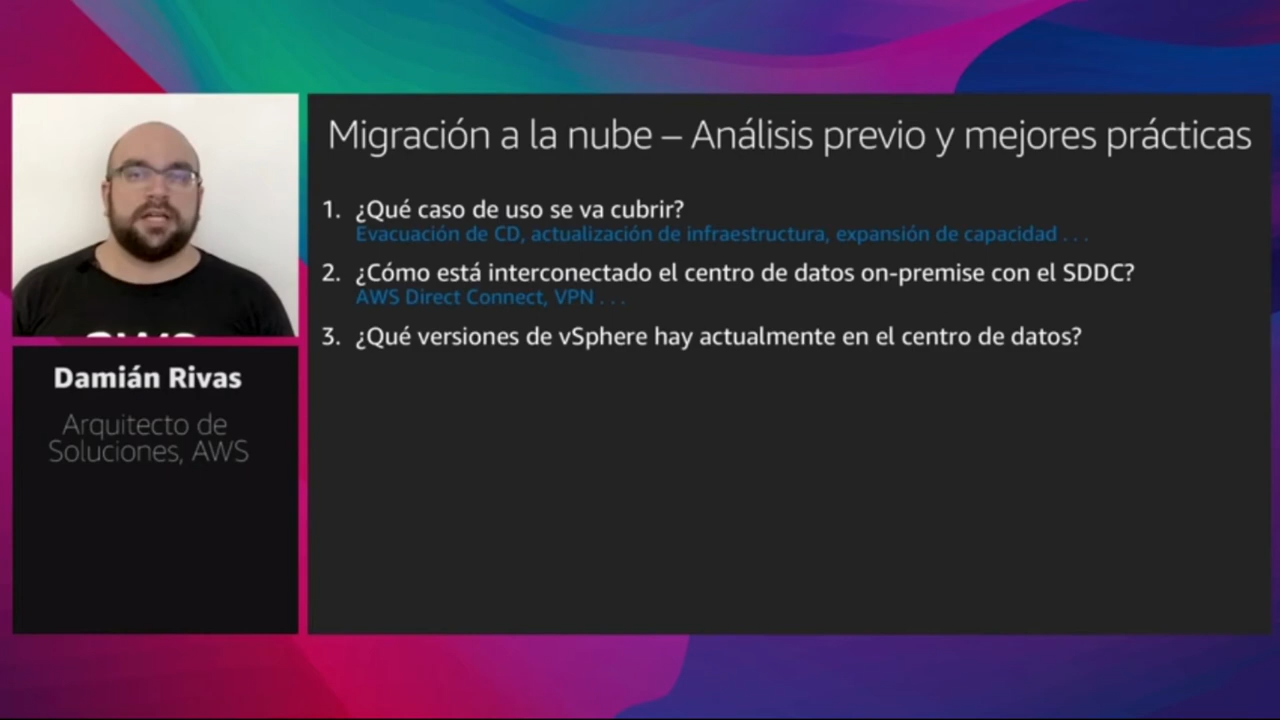 Migración a la nube – Análisis previo y mejores prácticas
1. ¿Qué caso de uso se va cubrir?
Evacuación de CD, actualización de infraestructura, expansión de capacidad . . .
2. ¿Cómo está interconectado el centro de datos on-premise con el SDDC?
AWS Direct Connect, VPN . . .
3. ¿Qué versiones de vSphere hay actualmente en el centro de datos?
aws
Damián Rivas
Arquitecto de
Soluciones, AWS